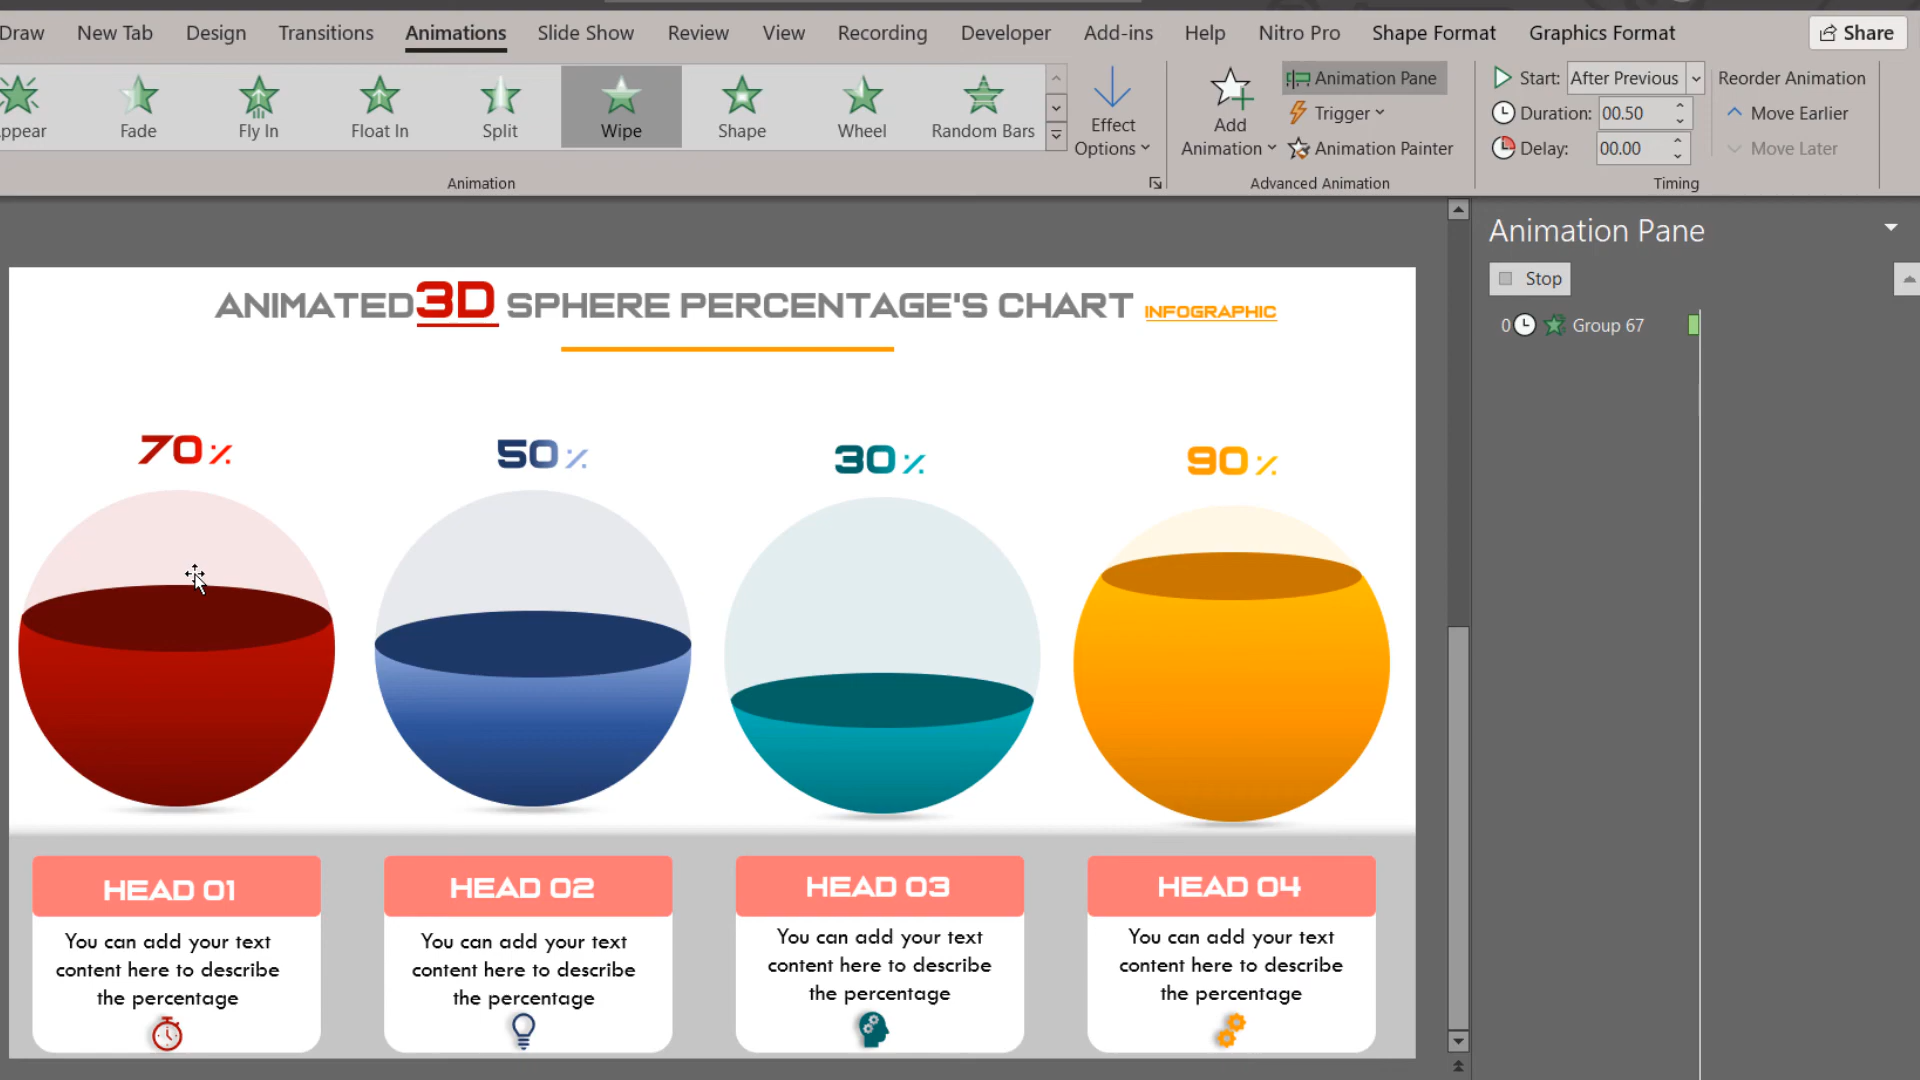 Draw New Tab Design Transitions Animations Slide Show Review View Recording Developer Add-ins Help Nitro Pro Shape Format Graphics Format Share
ppear Fade Fly In Float In Split Wipe Shape Wheel Random Bars
Effect Options
Add Animation
Animation Pane
Trigger
Animation Painter
Start: After Previous
Duration: 00.50
Delay: 00.00
Reorder Animation
Move Earlier
Move Later
Animation Advanced Animation Timing
Animation Pane
Stop
0 Group 67
ANIMATED 3D SPHERE PERCENTAGE'S CHART INFOGRAPHIC
70% 50% 30% 90%
HEAD 01
You can add your text
content here to describe
the percentage
HEAD 02
You can add your text
content here to describe
the percentage
HEAD 03
You can add your text
content here to describe
the percentage
HEAD 04
You can add your text
content here to describe
the percentage